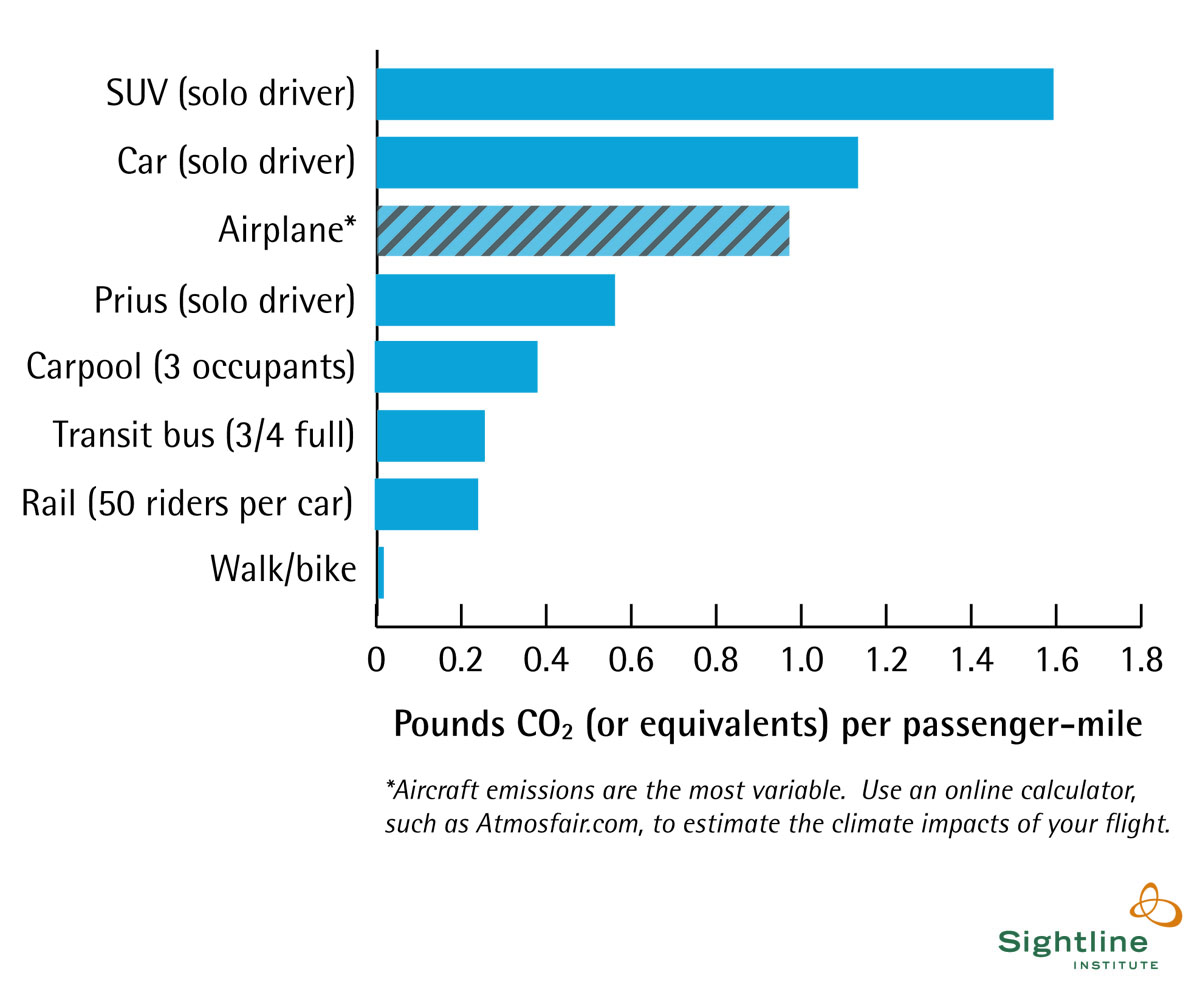 SUV (solo driver)
Car (solo driver)
Airplane*
Prius (solo driver)
Carpool (3 occupants)
Transit bus (3/4 full)
Rail (50 riders per car)
Walk/bike
0 0.2 0.4 0.6 0.8 1.0 1.2 1.4 1.6 1.8
Pounds CO₂ (or equivalents) per passenger-mile
*Aircraft emissions are the most variable.  Use an online calculator,
such as Atmosfair.com, to estimate the climate impacts of your flight.
Sightline
INSTITUTE